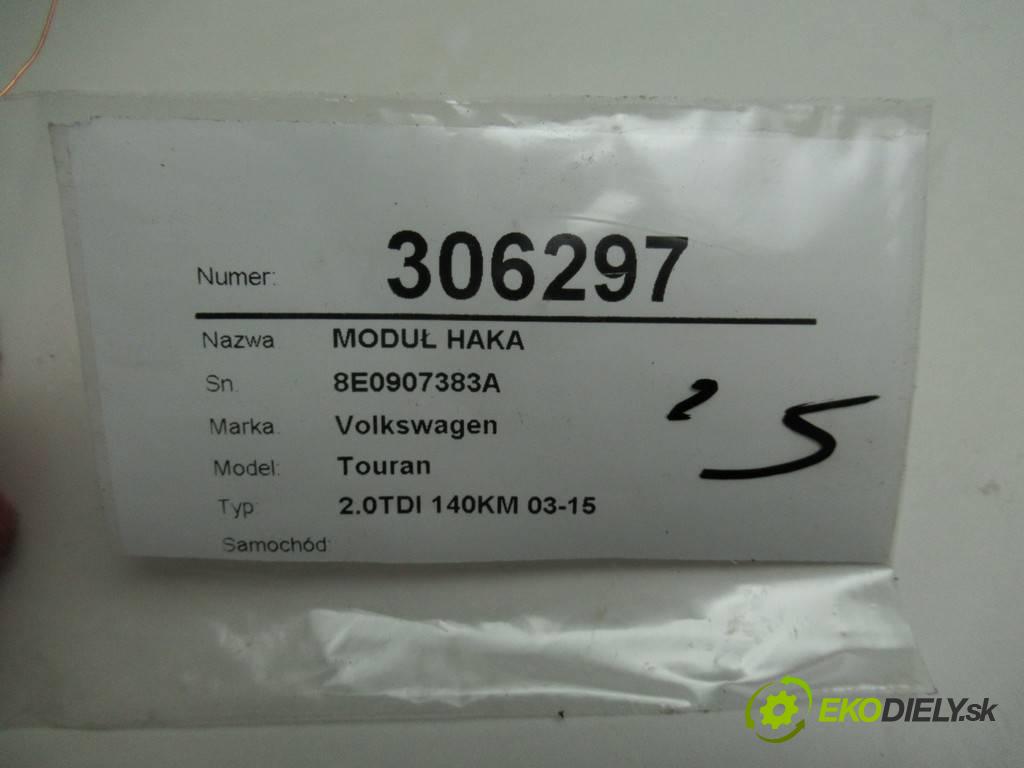 Numer: 306297
Nazwa MODUŁ HAKA
Sn. 8E0907383A
Marka. Volkswagen
Model: Touran
Typ 2.0TDI 140KM 03-15
Samochód:
2 5
EKODIELY.sk